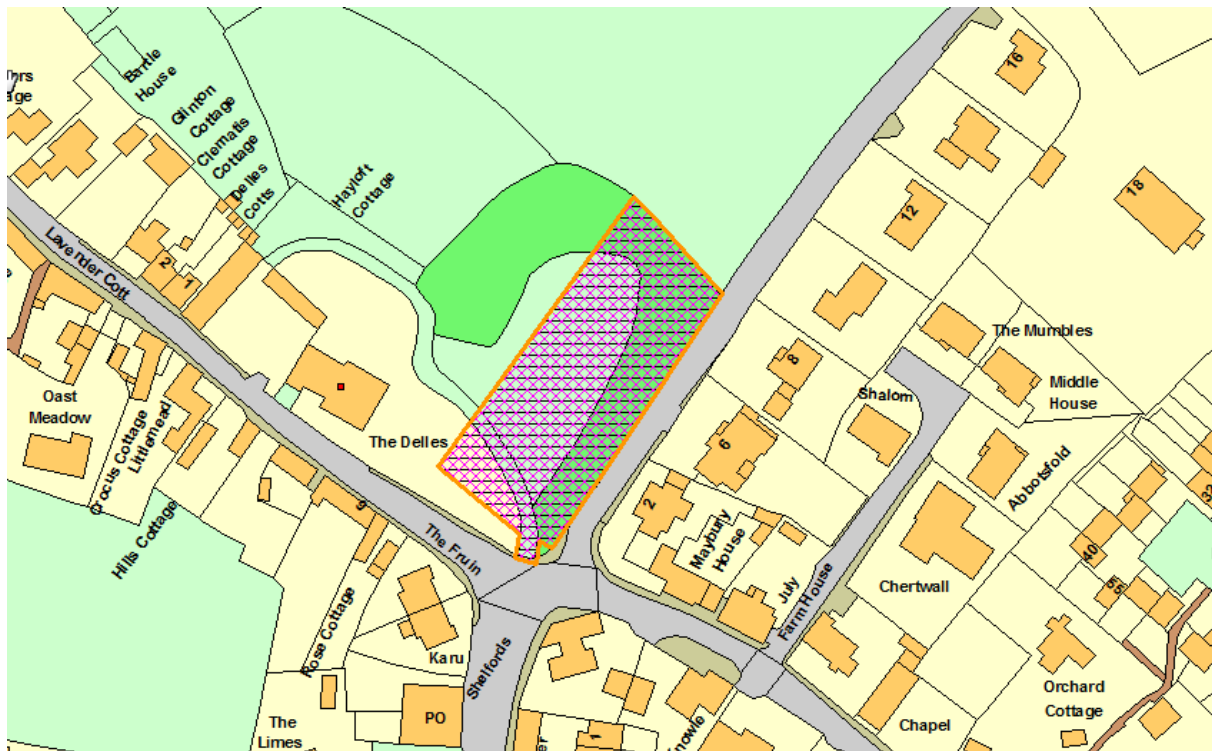 Bantle
House
Glinton
Cottage
Clematis
Cottage
Delles
Cotts
Hayloft
Cottage
16
18
12
Lavender Cott
2
1
The Mumbles
8
Middle
House
Shalom
Oast
Meadow
Crocus Cottage
Littlemead
The Delles
6
Abbotsfold
32
9
2
Maybury
House
Hills Cottage
The Fruin
40
July
Farm House
Chertwall
Rose Cottage
Karu
Shelfords
Orchard
Cottage
PO
The
Limes
1
Knowle
Chapel